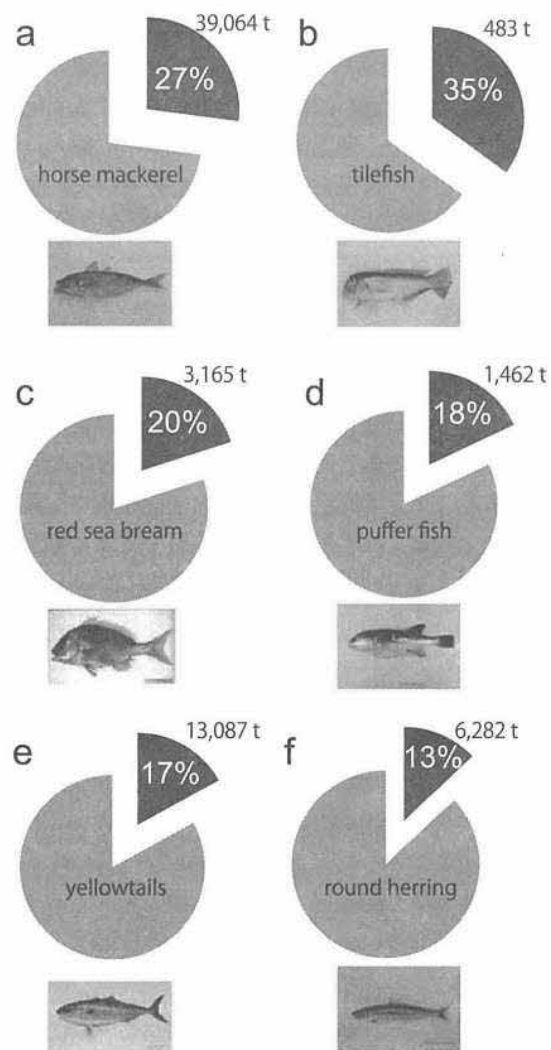 a
39,064 t
27%
horse mackerel
b
483 t
35%
tilefish
c
3,165 t
20%
red sea bream
d
1,462 t
18%
puffer fish
e
13,087 t
17%
yellowtails
f
6,282 t
13%
round herring